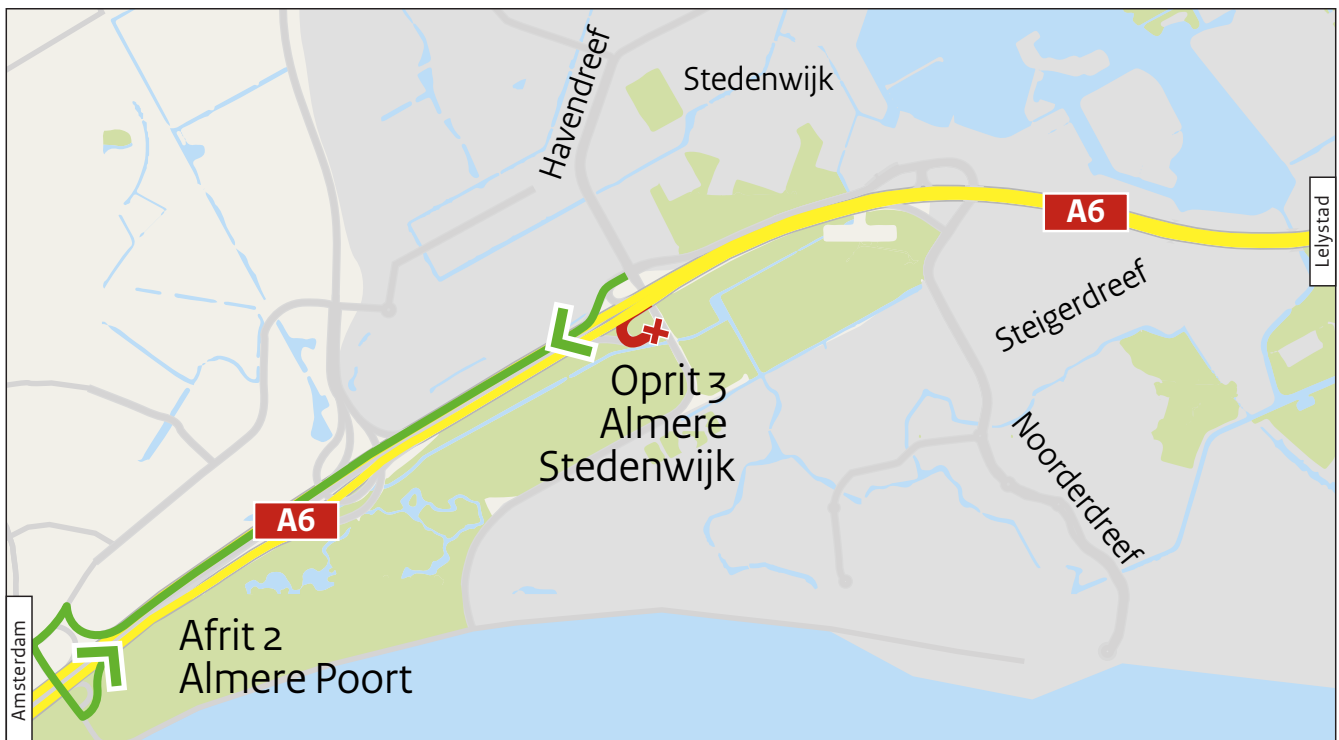 Stedenwijk
Havendreef
A6
Lelystad
Steigerdreef
Oprit 3
Almere
Stedenwijk
Noorderdreef
A6
Afrit 2
Almere Poort
Amsterdam